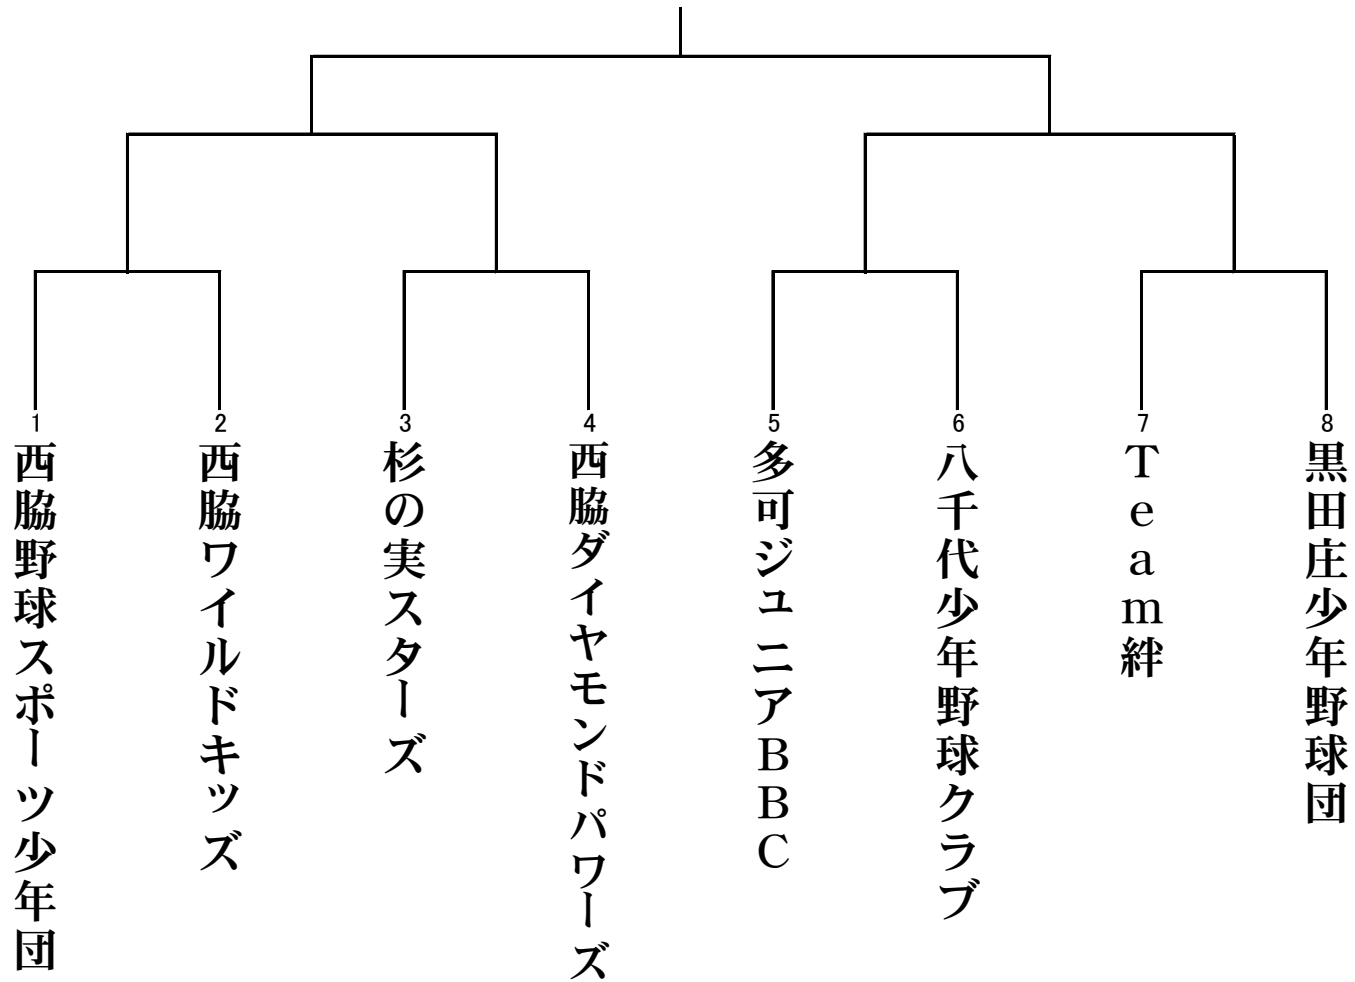 1
西脇野球スポーツ少年団
2
西脇ワイルドキッズ
3
杉の実スターズ
4
西脇ダイヤモンドパワーズ
5
多可ジュニアBBC
6
八千代少年野球クラブ
7
Team絆
8
黒田庄少年野球団